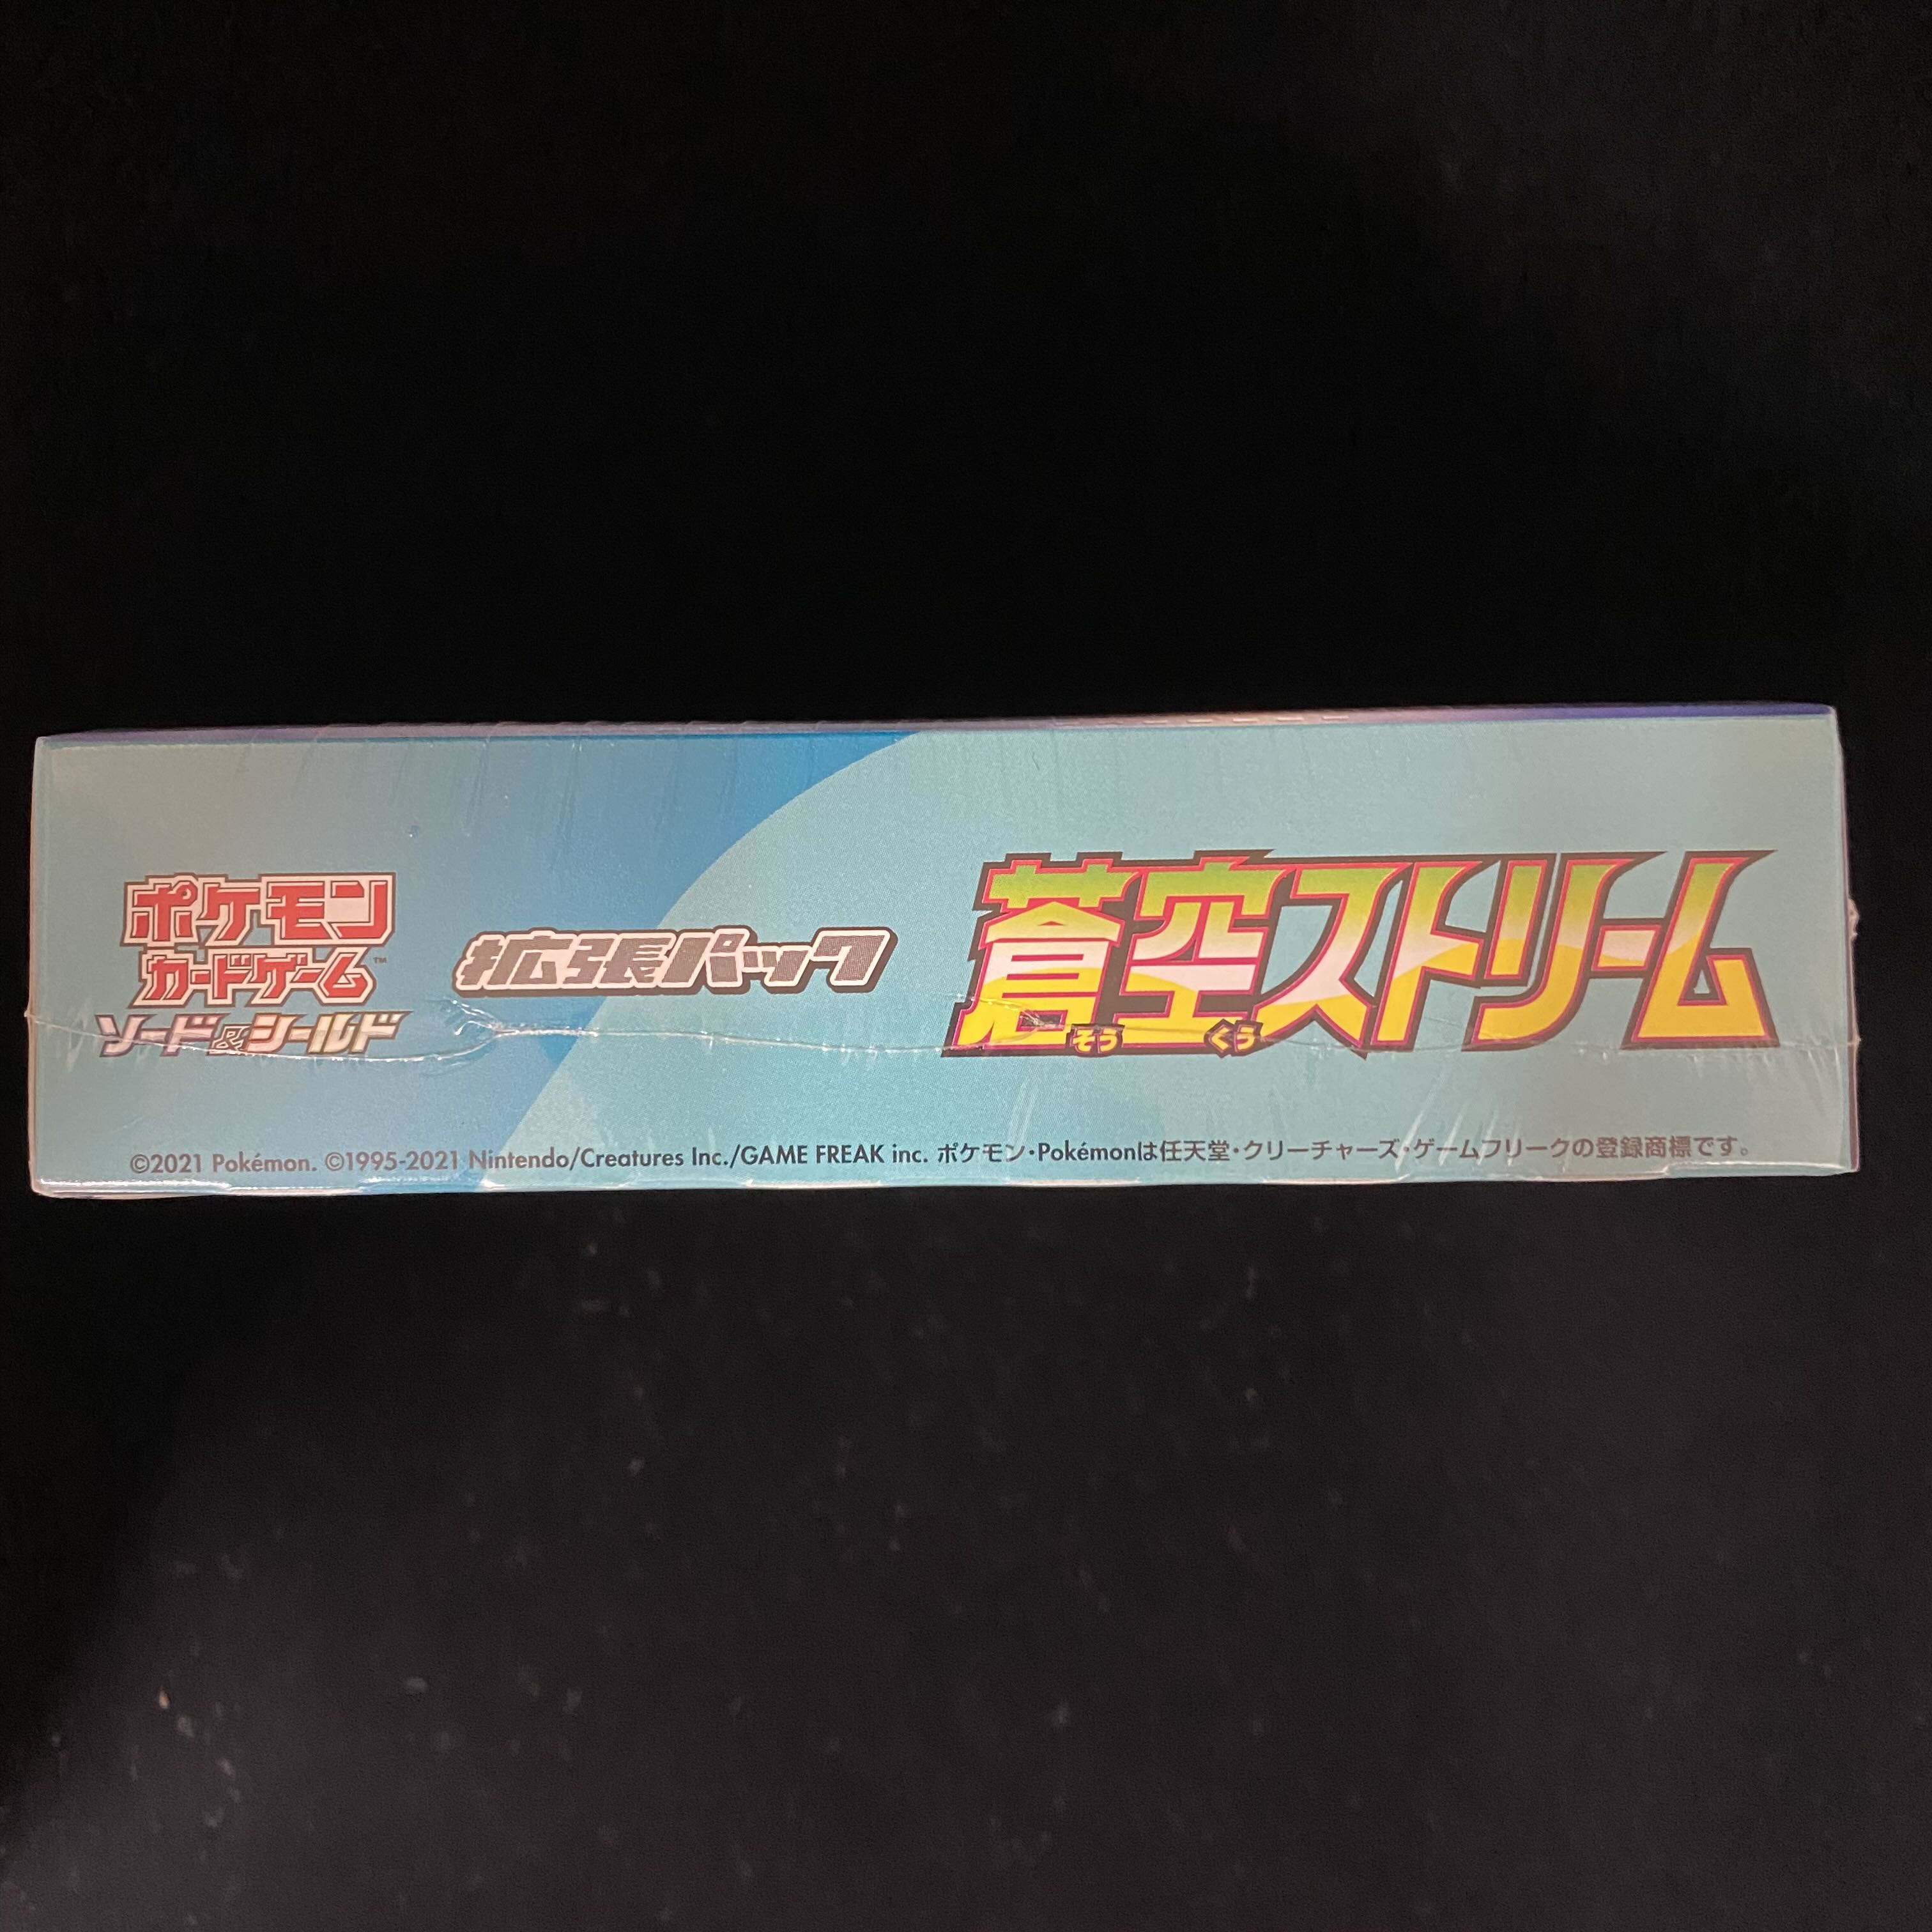 ポケモン
カードゲーム™
ソード&シールド
拡張パック
蒼空ストリーム
そう くう
©2021 Pokémon. ©1995-2021 Nintendo/Creatures Inc./GAME FREAK inc. ポケモン・Pokémonは任天堂・クリーチャーズ・ゲームフリークの登録商標です。